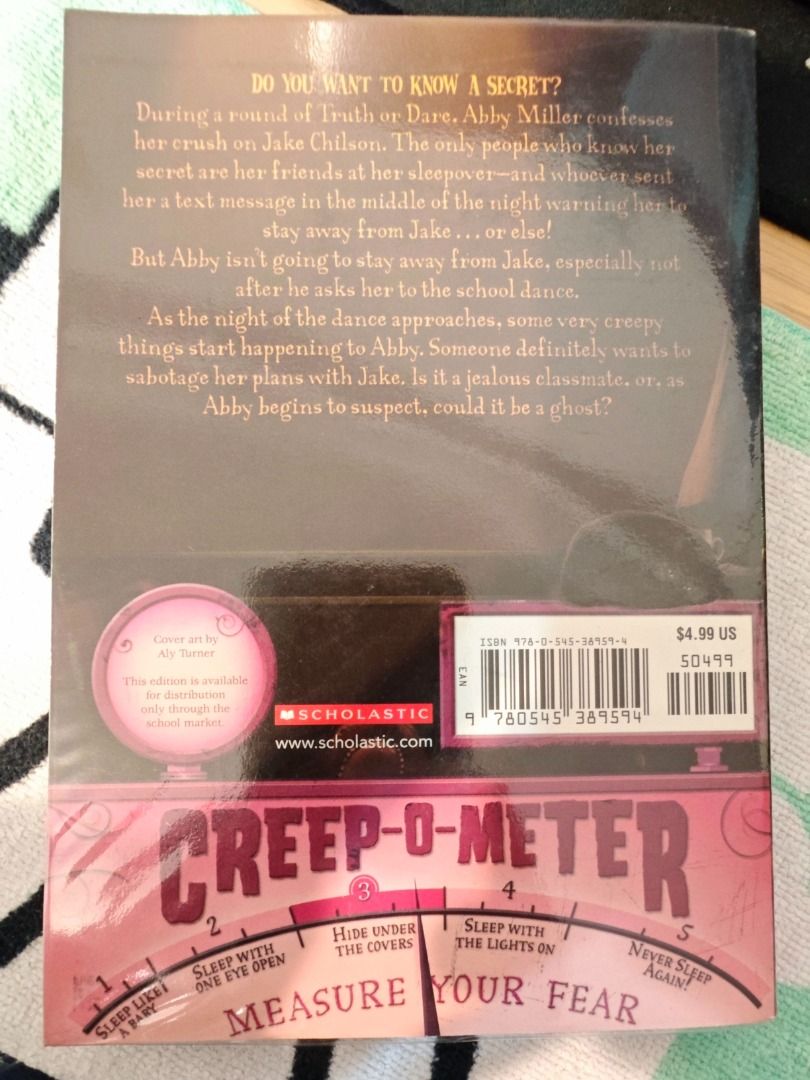 DO YOU WANT TO KNOW A SECRET?
During a round of Truth or Dare, Abby Miller confesses
her crush on Jake Chilson. The only people who know her
secret are her friends at her sleepover—and whoever sent
her a text message in the middle of the night warning her to
stay away from Jake . . . or else!
But Abby isn't going to stay away from Jake, especially not
after he asks her to the school dance.
As the night of the dance approaches, some very creepy
things start happening to Abby. Someone definitely wants to
sabotage her plans with Jake. Is it a jealous classmate, or, as
Abby begins to suspect, could it be a ghost?
Cover art by
Aly Turner
This edition is available
for distribution
only through the
school market.
SCHOLASTIC
www.scholastic.com
ISBN 978-0-545-38959-4
$4.99 US
50499
EAN
9 780545 389594
CREEP-O-METER
1
2
3
4
5
SLEEP LIKE
A BABY
SLEEP WITH
ONE EYE OPEN
HIDE UNDER
THE COVERS
SLEEP WITH
THE LIGHTS ON
NEVER SLEEP
AGAIN!
MEASURE YOUR FEAR